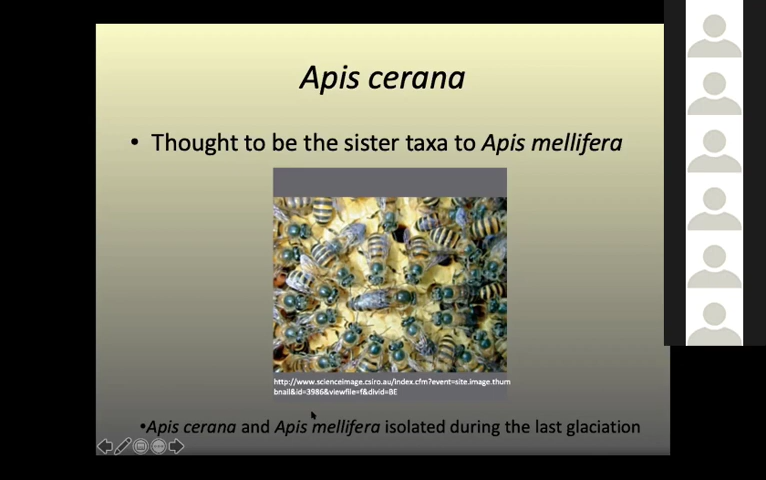 Apis cerana
• Thought to be the sister taxa to Apis mellifera
http://www.scienceimage.csiro.au/index.cfm?event=site.image.thum
bnail&id=3986&viewfile=f&divid=BE
•Apis cerana and Apis mellifera isolated during the last glaciation